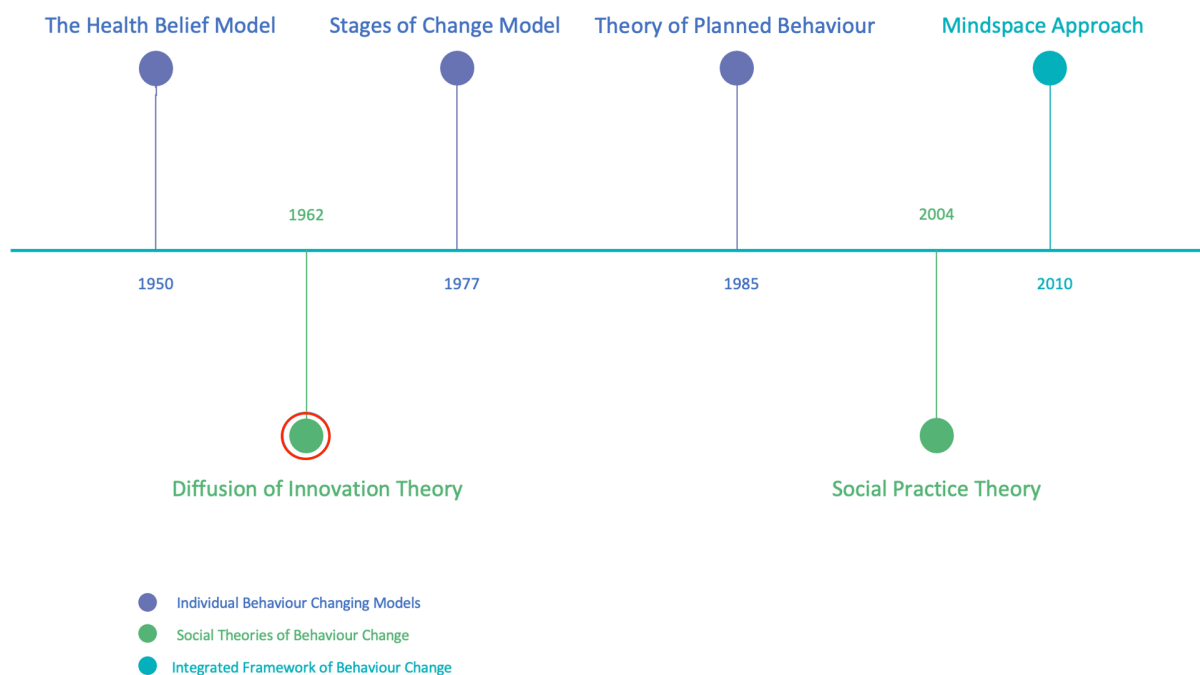 The Health Belief Model
Stages of Change Model
Theory of Planned Behaviour
Mindspace Approach
1962
2004
1950
1977
1985
2010
Diffusion of Innovation Theory
Social Practice Theory
Individual Behaviour Changing Models
Social Theories of Behaviour Change
Integrated Framework of Behaviour Change